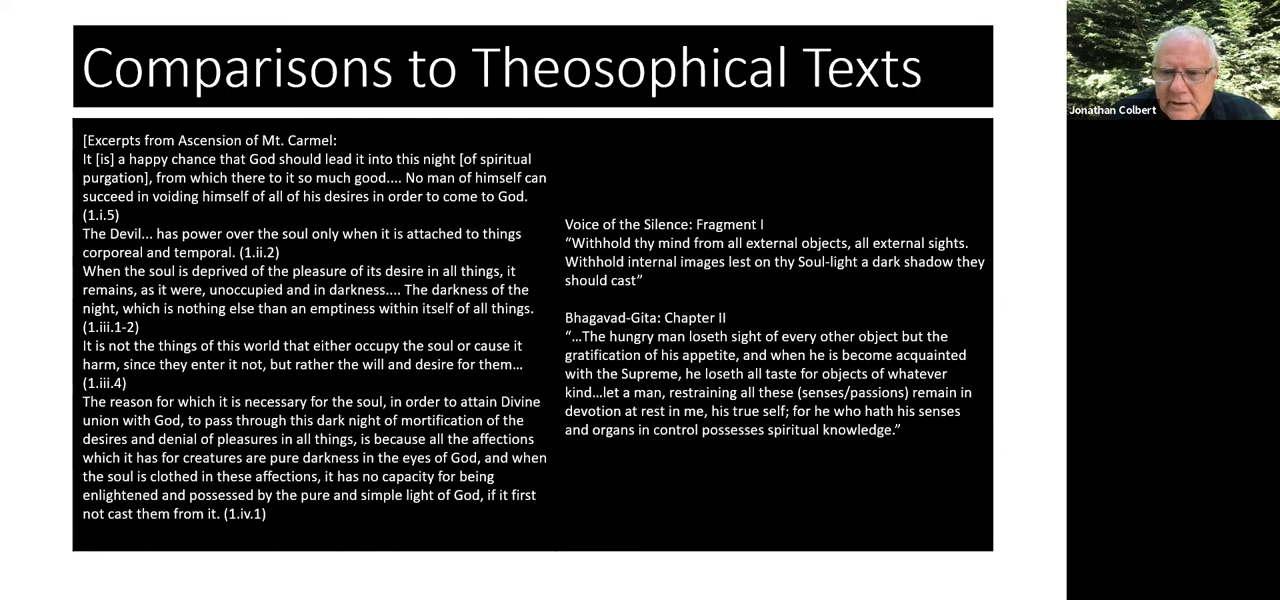 Comparisons to Theosophical Texts
[Excerpts from Ascension of Mt. Carmel:
It [is] a happy chance that God should lead it into this night [of spiritual
purgation], from which there to it so much good.... No man of himself can
succeed in voiding himself of all of his desires in order to come to God.
(1.i.5)
The Devil... has power over the soul only when it is attached to things
corporeal and temporal. (1.ii.2)
When the soul is deprived of the pleasure of its desire in all things, it
remains, as it were, unoccupied and in darkness.... The darkness of the
night, which is nothing else than an emptiness within itself of all things.
(1.iii.1-2)
It is not the things of this world that either occupy the soul or cause it
harm, since they enter it not, but rather the will and desire for them…
(1.iii.4)
The reason for which it is necessary for the soul, in order to attain Divine
union with God, to pass through this dark night of mortification of the
desires and denial of pleasures in all things, is because all the affections
which it has for creatures are pure darkness in the eyes of God, and when
the soul is clothed in these affections, it has no capacity for being
enlightened and possessed by the pure and simple light of God, if it first
not cast them from it. (1.iv.1)
Voice of the Silence: Fragment I
“Withhold thy mind from all external objects, all external sights.
Withhold internal images lest on thy Soul-light a dark shadow they
should cast”
Bhagavad-Gita: Chapter II
“…The hungry man loseth sight of every other object but the
gratification of his appetite, and when he is become acquainted
with the Supreme, he loseth all taste for objects of whatever
kind…let a man, restraining all these (senses/passions) remain in
devotion at rest in me, his true self; for he who hath his senses
and organs in control possesses spiritual knowledge.”
Jonathan Colbert